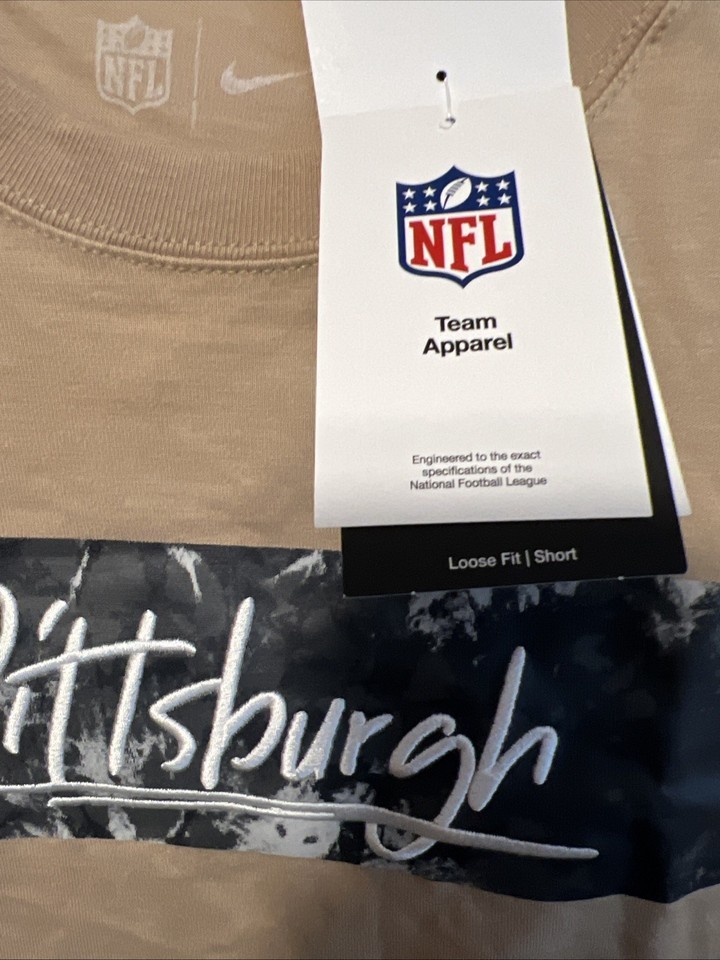 NFL
NFL
Team
Apparel
Engineered to the exact
specifications of the
National Football League
Loose Fit | Short
Pittsburgh